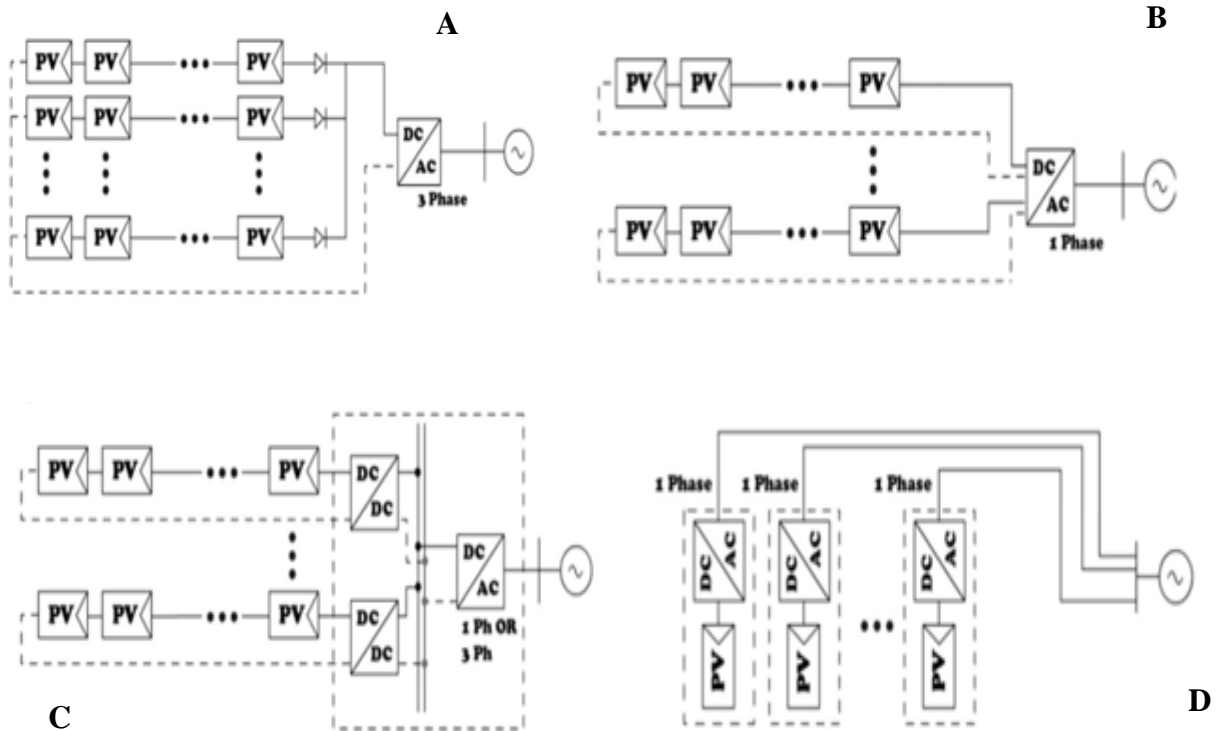 A
PV PV PV
PV PV PV
DC
AC
3 Phase
PV PV PV
B
PV PV PV
DC
AC
PV PV PV
1 Phase
PV PV PV
DC
DC
DC
AC
PV PV PV
DC
DC
1 Ph OR
3 Ph
C
1 Phase 1 Phase 1 Phase
DC AC DC AC DC AC
PV PV PV
D